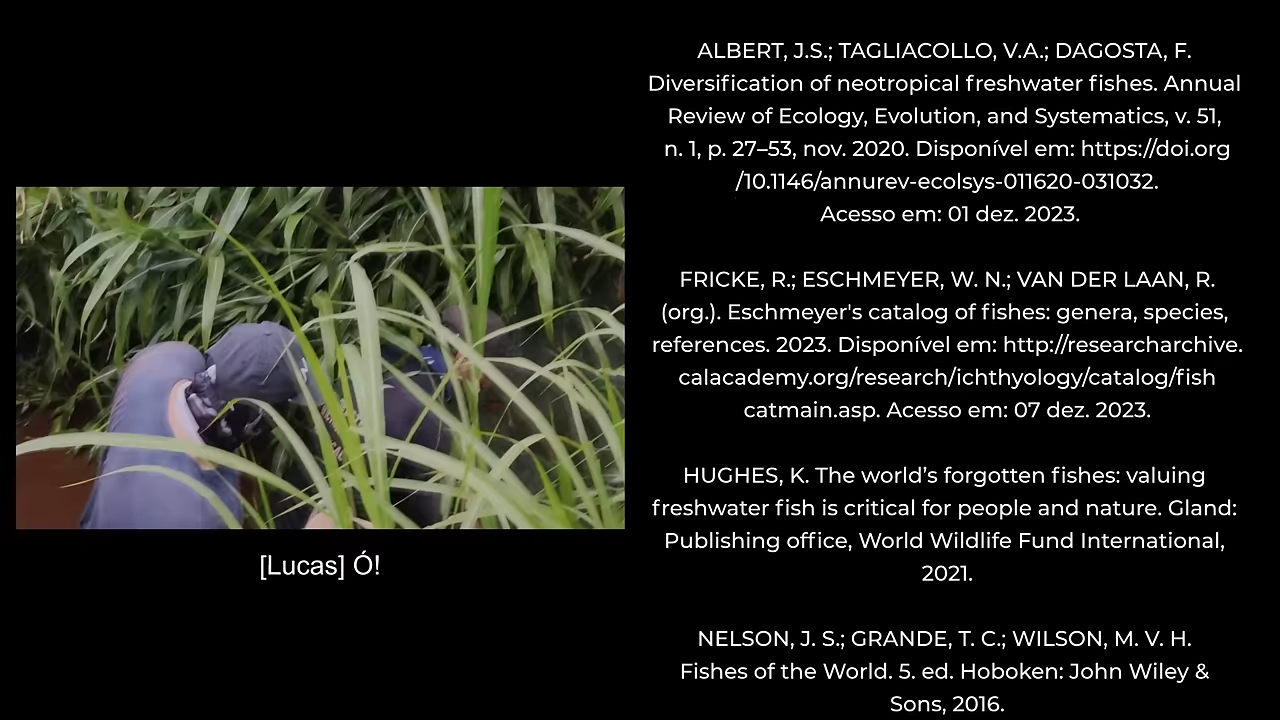 ALBERT, J.S.; TAGLIACOLLO, V.A.; DAGOSTA, F.
Diversification of neotropical freshwater fishes. Annual
Review of Ecology, Evolution, and Systematics, v. 51,
n. 1, p. 27–53, nov. 2020. Disponível em: https://doi.org
/10.1146/annurev-ecolsys-011620-031032.
Acesso em: 01 dez. 2023.
FRICKE, R.; ESCHMEYER, W. N.; VAN DER LAAN, R.
(org.). Eschmeyer's catalog of fishes: genera, species,
references. 2023. Disponível em: http://researcharchive.
calacademy.org/research/ichthyology/catalog/fish
catmain.asp. Acesso em: 07 dez. 2023.
HUGHES, K. The world’s forgotten fishes: valuing
freshwater fish is critical for people and nature. Gland:
Publishing office, World Wildlife Fund International,
2021.
NELSON, J. S.; GRANDE, T. C.; WILSON, M. V. H.
Fishes of the World. 5. ed. Hoboken: John Wiley &
Sons, 2016.
[Lucas] Ó!